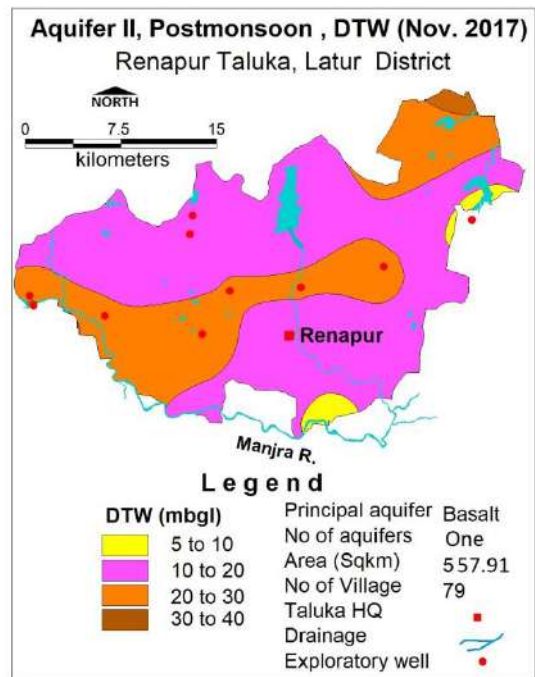 Aquifer II, Postmonsoon , DTW (Nov. 2017)
Renapur Taluka, Latur District
NORTH
0 7.5 15
kilometers
Renapur
Manjra R.
Legend
DTW (mbgl)
5 to 10
10 to 20
20 to 30
30 to 40
Principal aquifer Basalt
No of aquifers One
Area (Sqkm) 557.91
No of Village 79
Taluka HQ
Drainage
Exploratory well